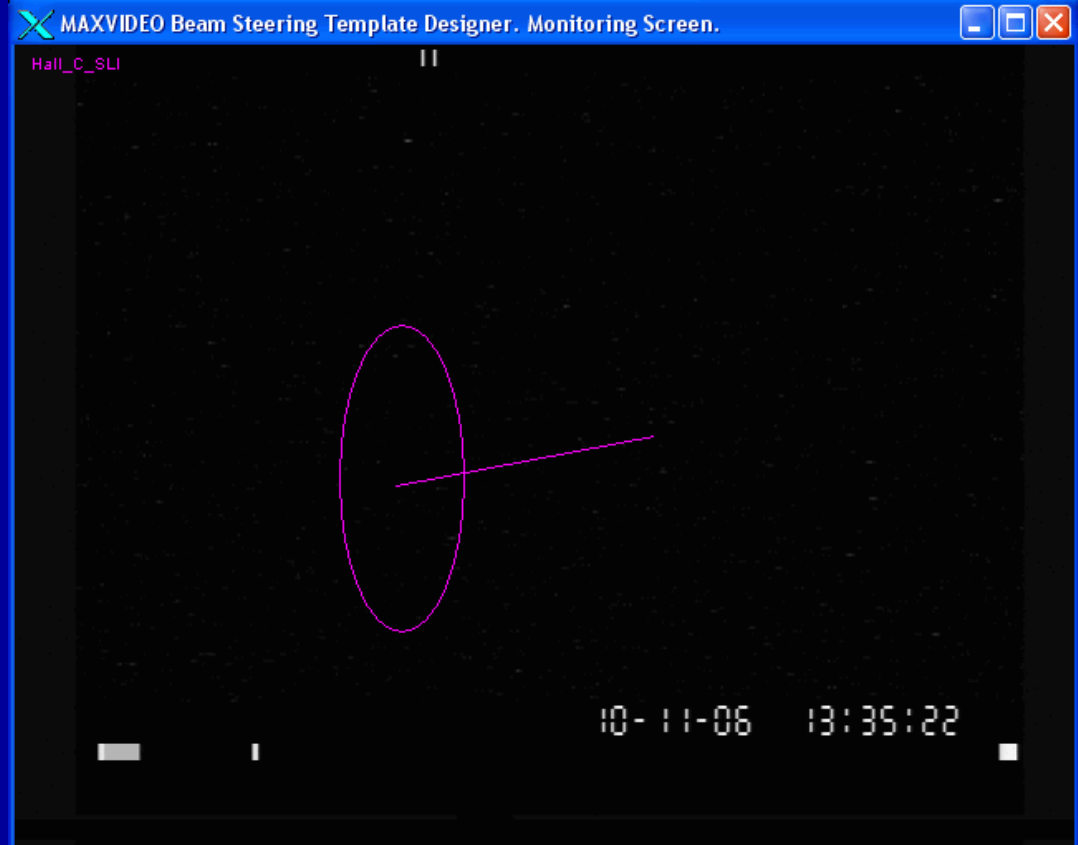 MAXVIDEO Beam Steering Template Designer. Monitoring Screen.
Hall_C_SLI
10-11-06 13:35:22